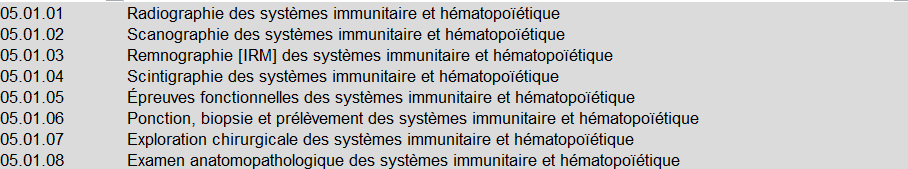 05.01.01 Radiographie des systèmes immunitaire et hématopoïétique
05.01.02 Scanographie des systèmes immunitaire et hématopoïétique
05.01.03 Remnographie [IRM] des systèmes immunitaire et hématopoïétique
05.01.04 Scintigraphie des systèmes immunitaire et hématopoïétique
05.01.05 Épreuves fonctionnelles des systèmes immunitaire et hématopoïétique
05.01.06 Ponction, biopsie et prélèvement des systèmes immunitaire et hématopoïétique
05.01.07 Exploration chirurgicale des systèmes immunitaire et hématopoïétique
05.01.08 Examen anatomopathologique des systèmes immunitaire et hématopoïétique